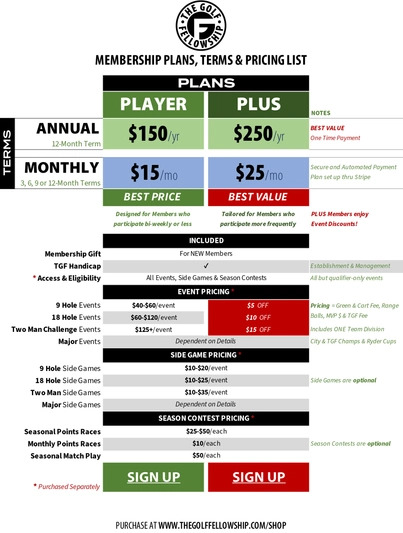 THE GOLF
FELLOWSHIP
MEMBERSHIP PLANS, TERMS & PRICING LIST
PLANS
PLAYER PLUS
NOTES
TERMS
ANNUAL $150/yr $250/yr BEST VALUE
12-Month Term One Time Payment
MONTHLY $15/mo $25/mo Secure and Automated Payment
3, 6, 9 or 12-Month Terms Plan set up thru Stripe
BEST PRICE BEST VALUE
Designed for Members who Tailored for Members who PLUS Members enjoy
participate bi-weekly or less participate more frequently Event Discounts!
INCLUDED
Membership Gift For NEW Members
TGF Handicap ✓ Establishment & Management
* Access & Eligibility All Events, Side Games & Season Contests All but qualifier-only events
EVENT PRICING *
9 Hole Events $40-$60/event $5 OFF Pricing = Green & Cart Fee, Range
18 Hole Events $60-$120/event $10 OFF Balls, MVP $ & TGF Fee
Two Man Challenge Events $125+/event $15 OFF Includes ONE Team Division
Major Events Dependent on Details City & TGF Champs & Ryder Cups
SIDE GAME PRICING *
9 Hole Side Games $10-$20/event
18 Hole Side Games $10-$25/event Side Games are optional
Two Man Side Games $10-$35/event
Major Side Games Dependent on Details
SEASON CONTEST PRICING *
Seasonal Points Races $25-$50/each
Monthly Points Races $10/each Season Contests are optional
Seasonal Match Play $50/each
SIGN UP SIGN UP
* Purchased Separately
PURCHASE AT WWW.THEGOLFFELLOWSHIP.COM/SHOP